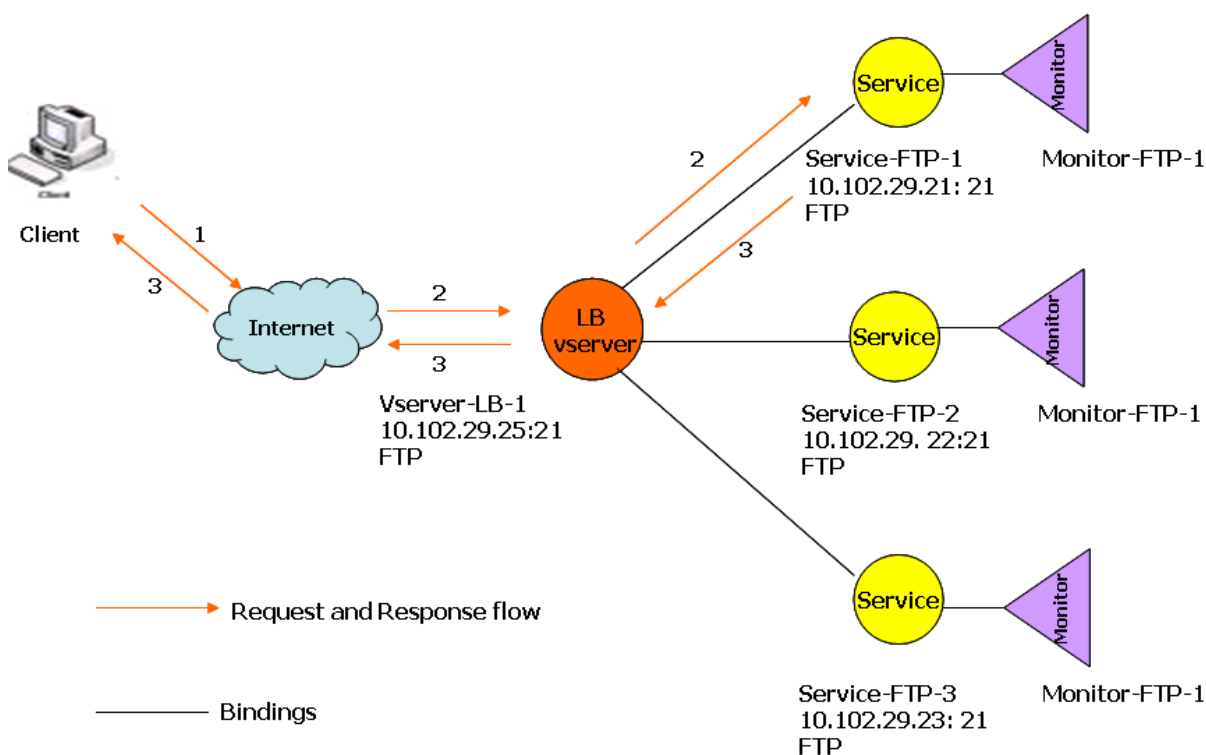 Service
Monitor
2
Service-FTP-1
10.102.29.21: 21
FTP
Monitor-FTP-1
Client
Client
1
3
3
2
Internet
LB
vserver
Service
Monitor
3
Vserver-LB-1
10.102.29.25:21
FTP
Service-FTP-2
10.102.29. 22:21
FTP
Monitor-FTP-1
Service
Monitor
Request and Response flow
Service-FTP-3
10.102.29.23: 21
FTP
Monitor-FTP-1
Bindings